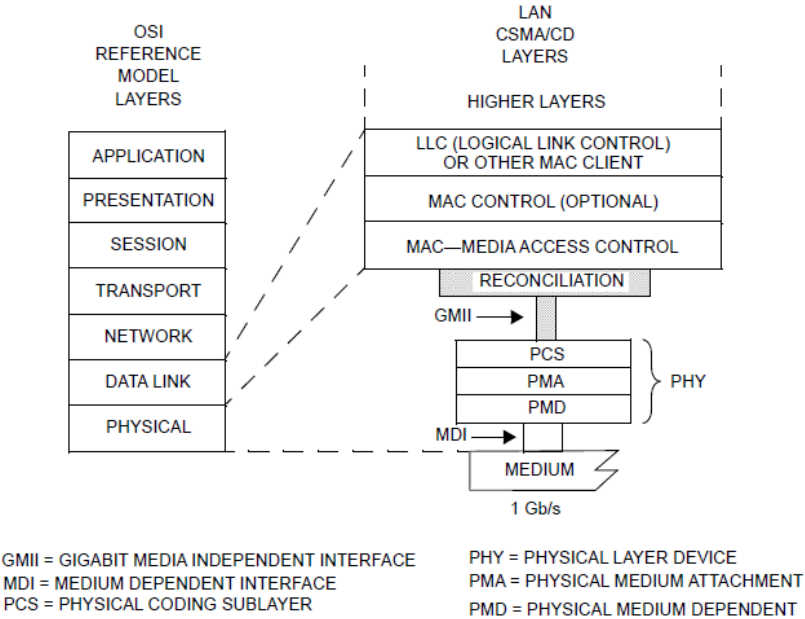 OSI
REFERENCE
MODEL
LAYERS
APPLICATION
PRESENTATION
SESSION
TRANSPORT
NETWORK
DATA LINK
PHYSICAL
LAN
CSMA/CD
LAYERS
HIGHER LAYERS
LLC (LOGICAL LINK CONTROL)
OR OTHER MAC CLIENT
MAC CONTROL (OPTIONAL)
MAC—MEDIA ACCESS CONTROL
RECONCILIATION
GMII
PCS
PMA
PMD
PHY
MDI
MEDIUM
1 Gb/s
GMII = GIGABIT MEDIA INDEPENDENT INTERFACE
MDI = MEDIUM DEPENDENT INTERFACE
PCS = PHYSICAL CODING SUBLAYER
PHY = PHYSICAL LAYER DEVICE
PMA = PHYSICAL MEDIUM ATTACHMENT
PMD = PHYSICAL MEDIUM DEPENDENT